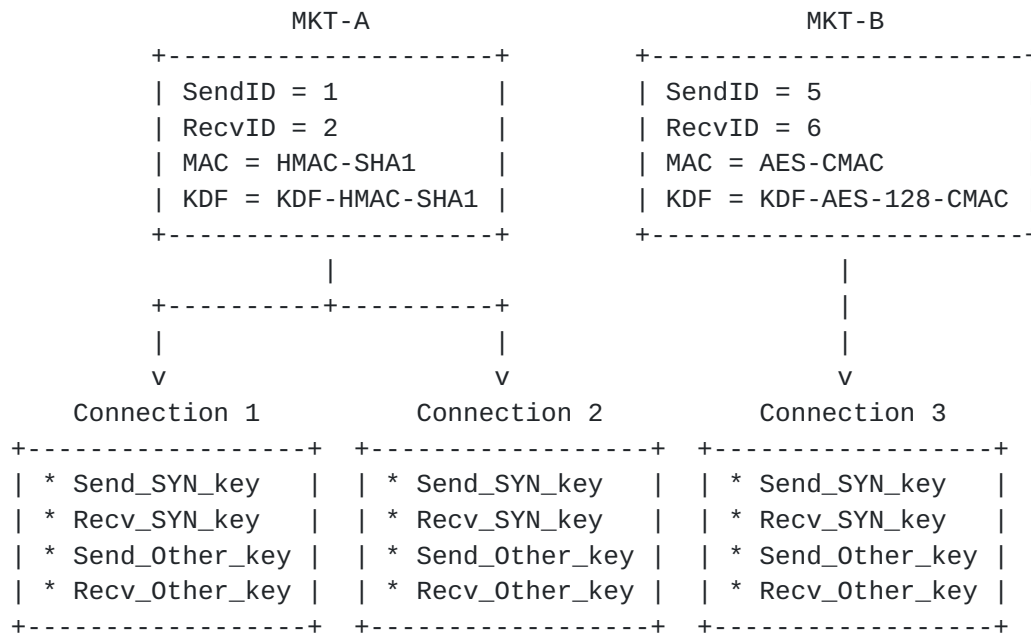 MKT-A MKT-B
SendID = 1 SendID = 5
RecvID = 2 RecvID = 6
MAC = HMAC-SHA1 MAC = AES-CMAC
KDF = KDF-HMAC-SHA1 KDF = KDF-AES-128-CMAC
Connection 1 Connection 2 Connection 3
* Send_SYN_key * Send_SYN_key * Send_SYN_key
* Recv_SYN_key * Recv_SYN_key * Recv_SYN_key
* Send_Other_key * Send_Other_key * Send_Other_key
* Recv_Other_key * Recv_Other_key * Recv_Other_key